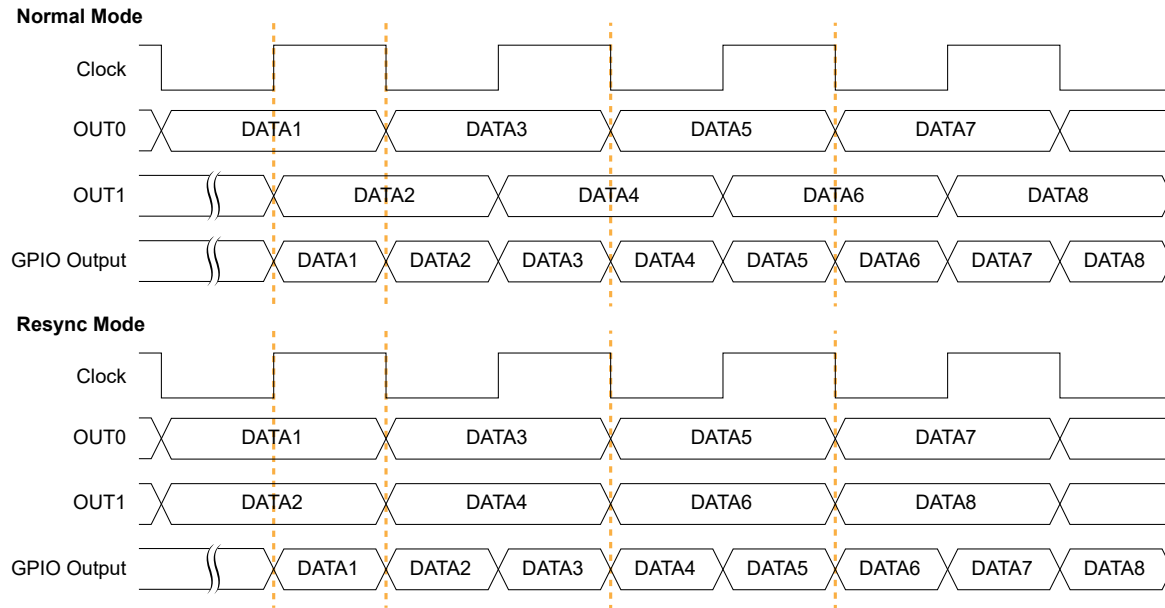 Normal Mode
Clock
OUT0 DATA1 DATA3 DATA5 DATA7
OUT1 DATA2 DATA4 DATA6 DATA8
GPIO Output DATA1 DATA2 DATA3 DATA4 DATA5 DATA6 DATA7 DATA8
Resync Mode
Clock
OUT0 DATA1 DATA3 DATA5 DATA7
OUT1 DATA2 DATA4 DATA6 DATA8
GPIO Output DATA1 DATA2 DATA3 DATA4 DATA5 DATA6 DATA7 DATA8